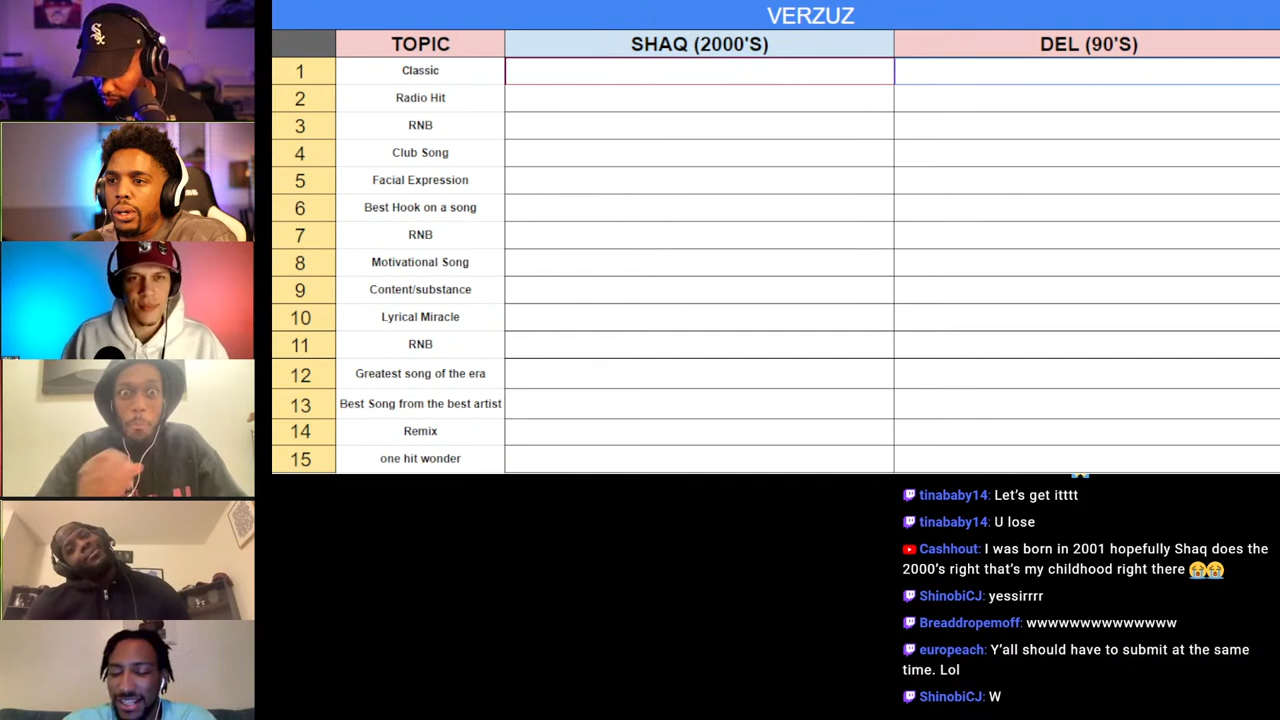 VERZUZ
TOPIC SHAQ (2000'S) DEL (90'S)
1 Classic
2 Radio Hit
3 RNB
4 Club Song
5 Facial Expression
6 Best Hook on a song
7 RNB
8 Motivational Song
9 Content/substance
10 Lyrical Miracle
11 RNB
12 Greatest song of the era
13 Best Song from the best artist
14 Remix
15 one hit wonder
tinababy14: Let's get itttt
tinababy14: U lose
Cashhout: I was born in 2001 hopefully Shaq does the
2000's right that's my childhood right there 😭😭
ShinobiCJ: yessirrrr
Breaddropemoff: wwwwwwwwwwwwww
europeach: Y'all should have to submit at the same
time. Lol
ShinobiCJ: W